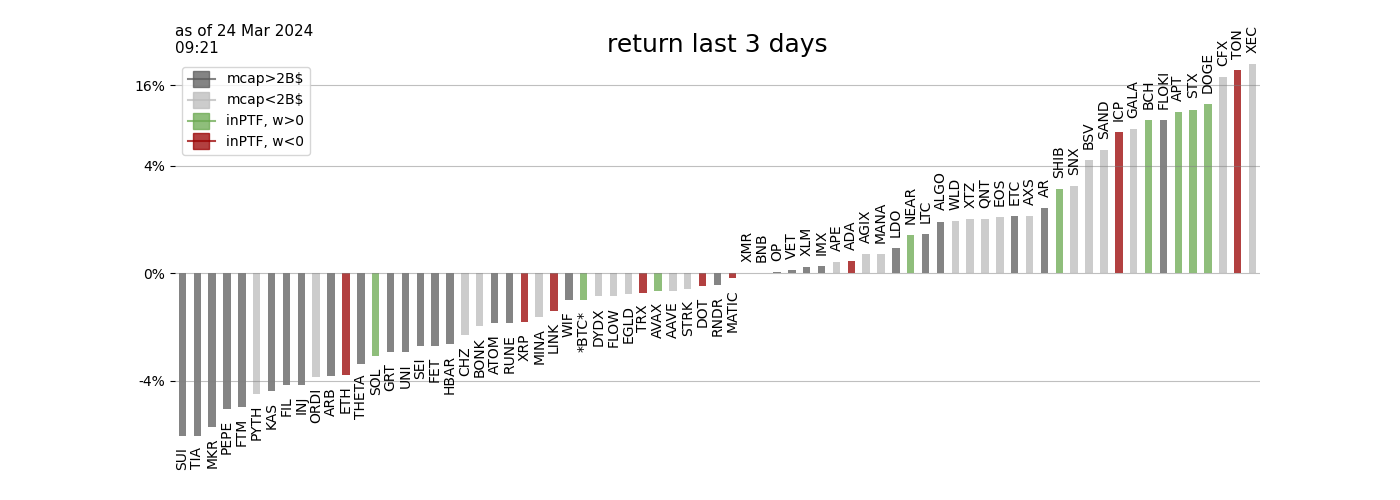 as of 24 Mar 2024
09:21
return last 3 days
mcap>2B$
mcap<2B$
inPTF, w>0
inPTF, w<0
16%
4%
0%
-4%
SUI
TIA
MKR
PEPE
FTM
PYTH
KAS
FIL
INJ
ORDI
ARB
ETH
THETA
SOL
GRT
UNI
SEI
FET
HBAR
CHZ
BONK
ATOM
RUNE
XRP
MINA
LINK
WIF
*BTC*
DYDX
FLOW
EGLD
TRX
AVAX
AAVE
STRK
DOT
RNDR
MATIC
XMR
BNB
OP
VET
XLM
IMX
APE
ADA
AGIX
MANA
LDO
NEAR
LTC
ALGO
WLD
XTZ
QNT
EOS
ETC
AXS
AR
SHIB
SNX
BSV
SAND
ICP
GALA
BCH
FLOKI
APT
STX
DOGE
CFX
TON
XEC